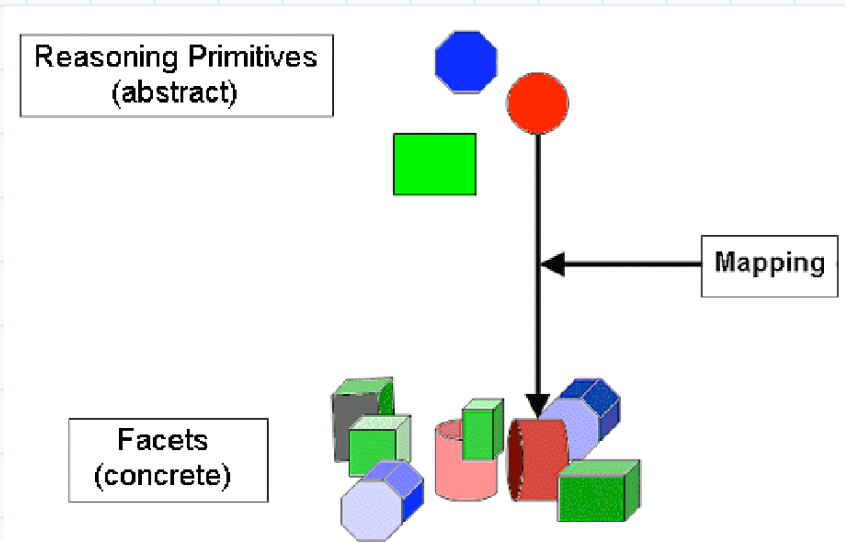 Reasoning Primitives
(abstract)
Mapping
Facets
(concrete)